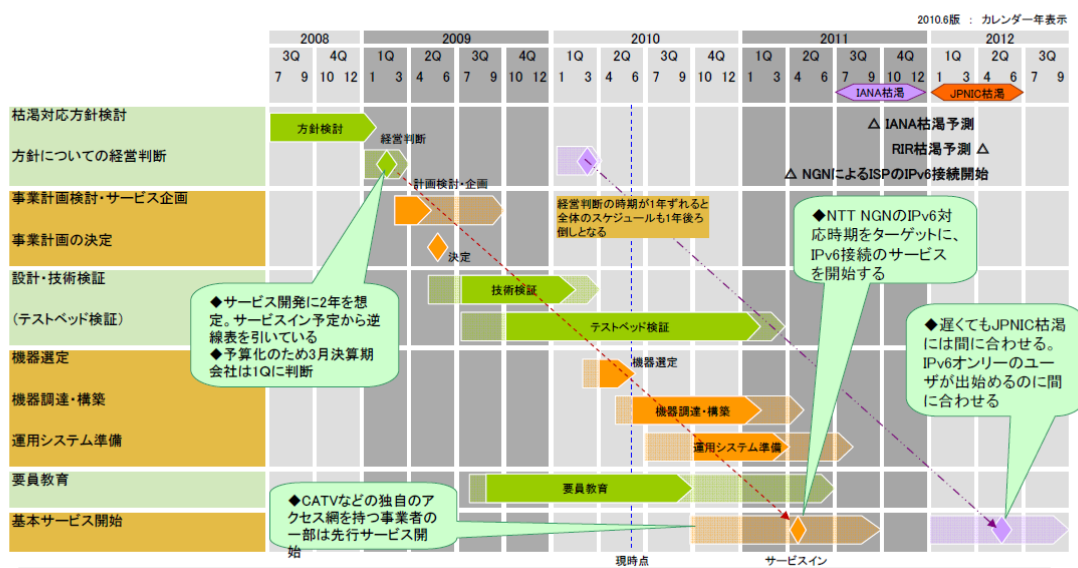 2010.6版 ： カレンダー年表示
2008 2009 2010 2011 2012
3Q 4Q 1Q 2Q 3Q 4Q 1Q 2Q 3Q 4Q 1Q 2Q 3Q 4Q 1Q 2Q 3Q
7 9 10 12 1 3 4 6 7 9 10 12 1 3 4 6 7 9 10 12 1 3 4 6 7 9 10 12 1 3 4 6 7 9
IANA枯渇 JPNIC枯渇
枯渇対応方針検討
方針検討
△ IANA枯渇予測
経営判断
方針についての経営判断
RIR枯渇予測 △
△ NGNによるISPのIPv6接続開始
計画検討・企画
事業計画検討・サービス企画
経営判断の時期が1年ずれると
全体のスケジュールも1年後ろ
倒しとなる
事業計画の決定
決定
◆NTT NGNのIPv6対
応時期をターゲットに、
IPv6接続のサービス
を開始する
設計・技術検証
技術検証
◆サービス開発に2年を想
定。サービスイン予定から逆
線表を引いている
◆予算化のため3月決算期
会社は1Qに判断
（テストベッド検証）
テストベッド検証
◆遅くてもJPNIC枯渇
には間に合わせる。
IPv6オンリーのユー
ザが出始めるのに間
に合わせる
機器選定
機器選定
機器調達・構築
機器調達・構築
運用システム準備
運用システム準備
要員教育
要員教育
◆CATVなどの独自のア
クセス網を持つ事業者の
一部は先行サービス開
始
基本サービス開始
現時点
サービスイン